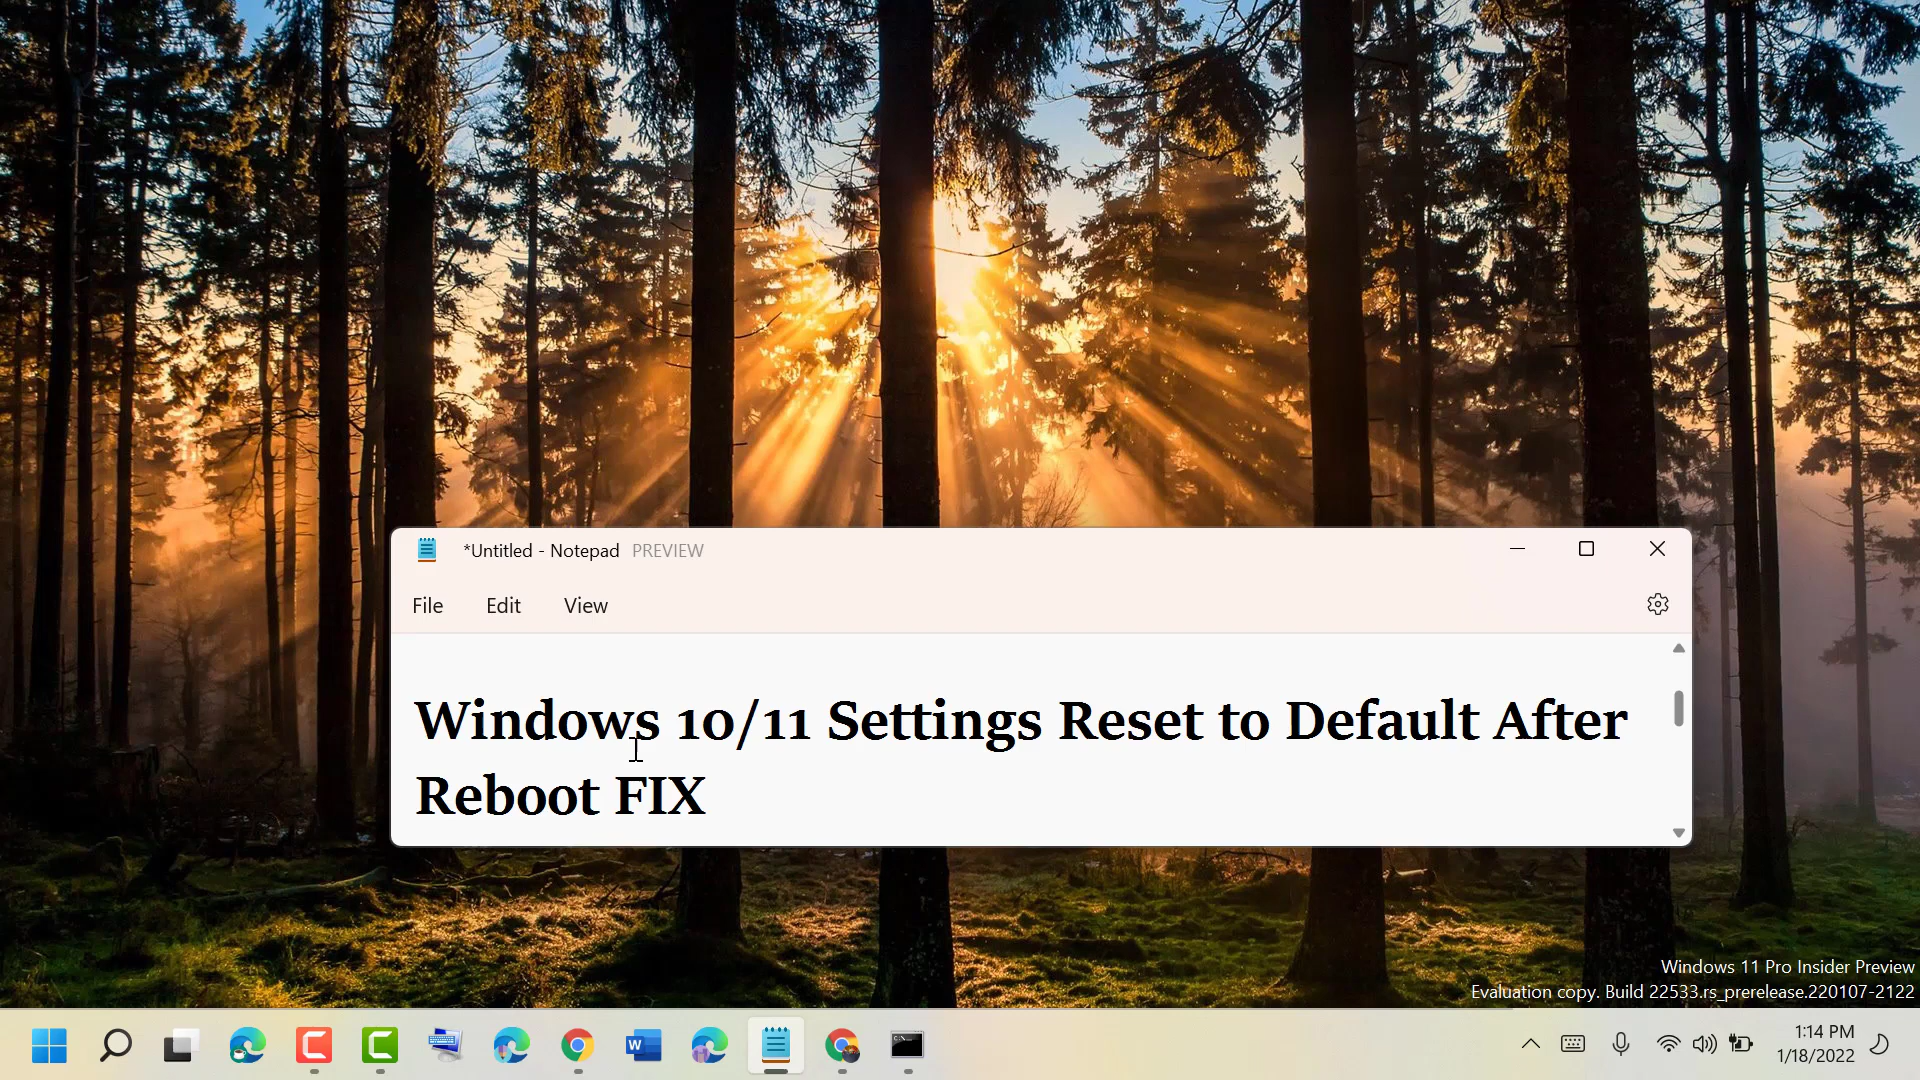 *Untitled - Notepad PREVIEW
File Edit View
Windows 10/11 Settings Reset to Default After
Reboot FIX
Windows 11 Pro Insider Preview
Evaluation copy. Build 22533.rs_prerelease.220107-2122
1:14 PM
1/18/2022